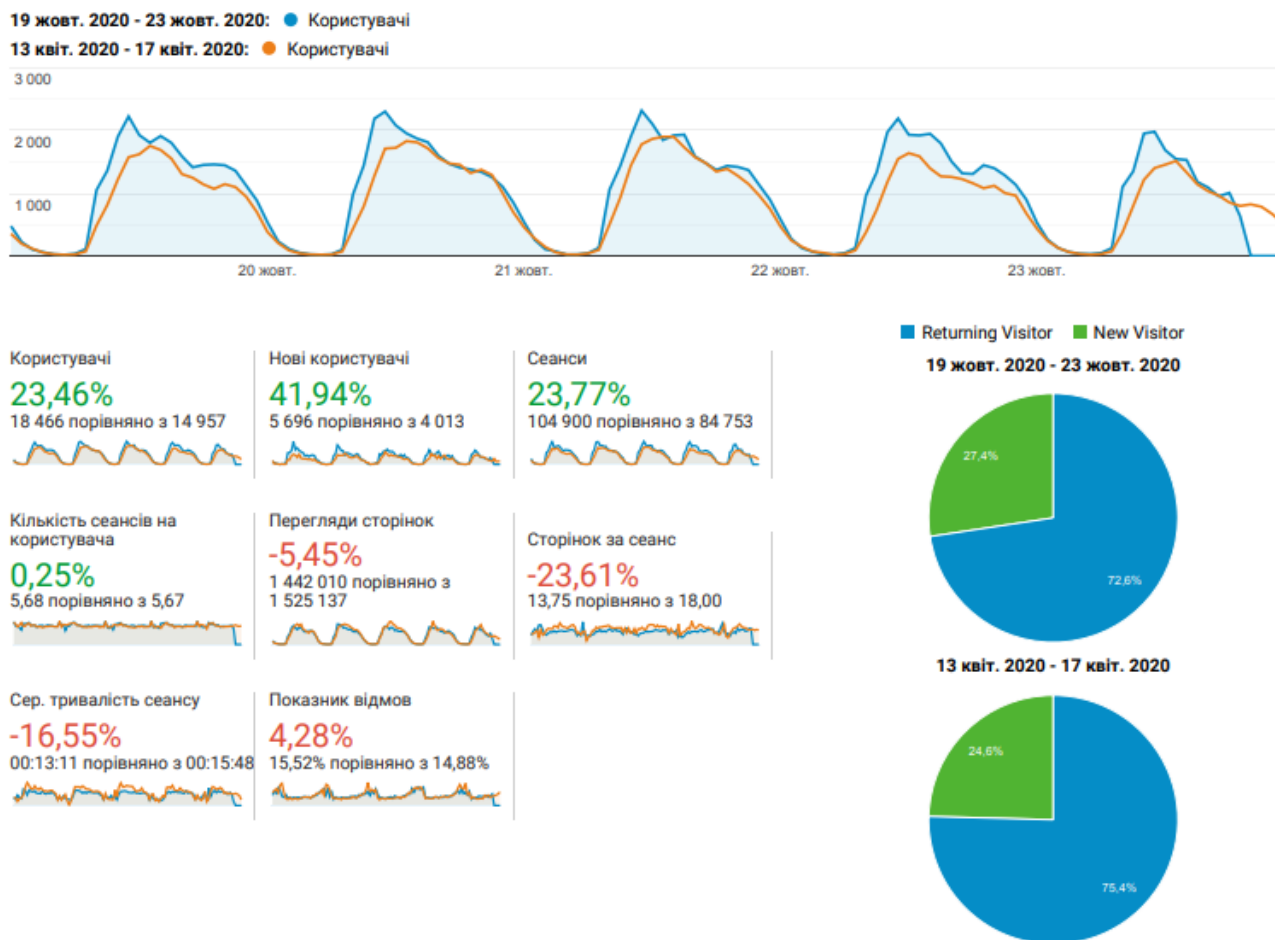 19 жовт. 2020 - 23 жовт. 2020: Користувачі
13 квіт. 2020 - 17 квіт. 2020: Користувачі
3 000
2 000
1 000
20 жовт.
21 жовт.
22 жовт.
23 жовт.
Користувачі
23,46%
18 466 порівняно з 14 957
Нові користувачі
41,94%
5 696 порівняно з 4 013
Сеанси
23,77%
104 900 порівняно з 84 753
Кількість сеансів на
користувача
0,25%
5,68 порівняно з 5,67
Перегляди сторінок
-5,45%
1 442 010 порівняно з
1 525 137
Сторінок за сеанс
-23,61%
13,75 порівняно з 18,00
Сер. тривалість сеансу
-16,55%
00:13:11 порівняно з 00:15:48
Показник відмов
4,28%
15,52% порівняно з 14,88%
Returning Visitor New Visitor
19 жовт. 2020 - 23 жовт. 2020
27,4%
72,6%
13 квіт. 2020 - 17 квіт. 2020
24,6%
75,4%